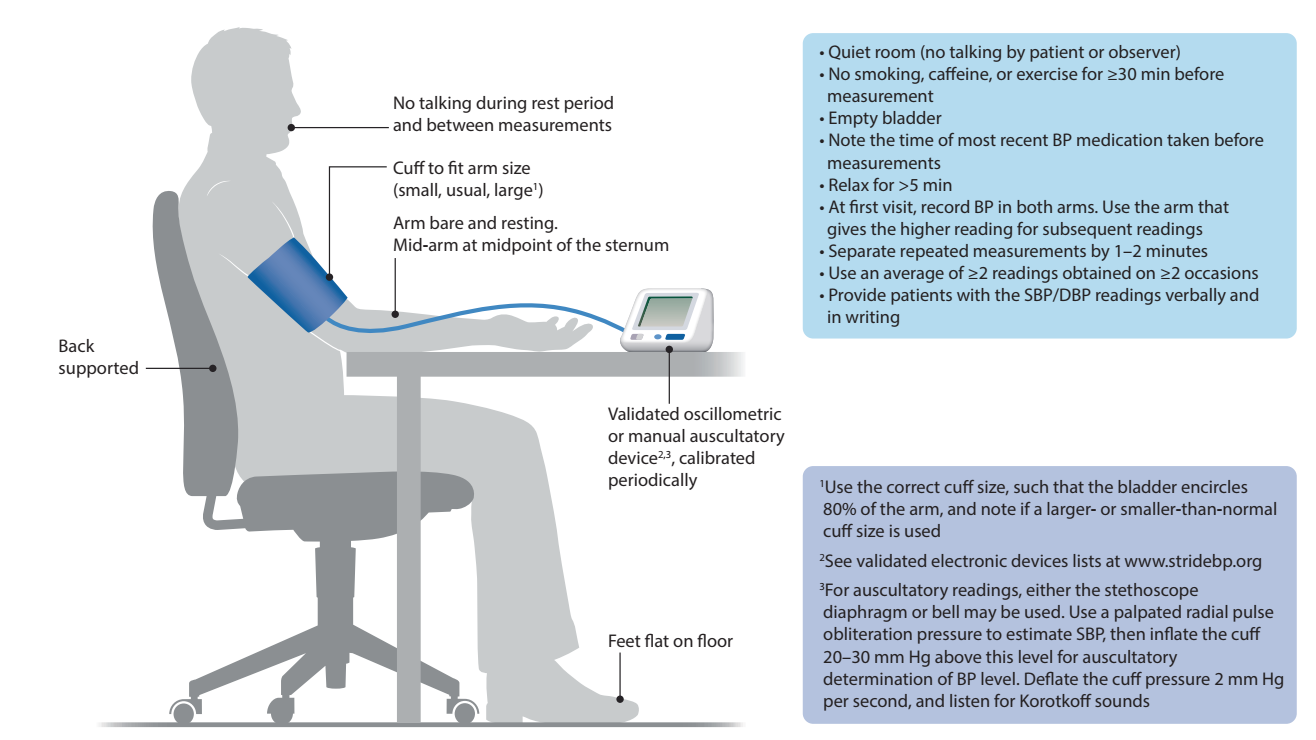 No talking during rest period
and between measurements
Cuff to fit arm size
(small, usual, large¹)
Arm bare and resting.
Mid-arm at midpoint of the sternum
Back
supported
Validated oscillometric
or manual auscultatory
device²,³, calibrated
periodically
Feet flat on floor
• Quiet room (no talking by patient or observer)
• No smoking, caffeine, or exercise for ≥30 min before
measurement
• Empty bladder
• Note the time of most recent BP medication taken before
measurements
• Relax for >5 min
• At first visit, record BP in both arms. Use the arm that
gives the higher reading for subsequent readings
• Separate repeated measurements by 1–2 minutes
• Use an average of ≥2 readings obtained on ≥2 occasions
• Provide patients with the SBP/DBP readings verbally and
in writing
¹Use the correct cuff size, such that the bladder encircles
80% of the arm, and note if a larger- or smaller-than-normal
cuff size is used
²See validated electronic devices lists at www.stridebp.org
³For auscultatory readings, either the stethoscope
diaphragm or bell may be used. Use a palpated radial pulse
obliteration pressure to estimate SBP, then inflate the cuff
20–30 mm Hg above this level for auscultatory
determination of BP level. Deflate the cuff pressure 2 mm Hg
per second, and listen for Korotkoff sounds